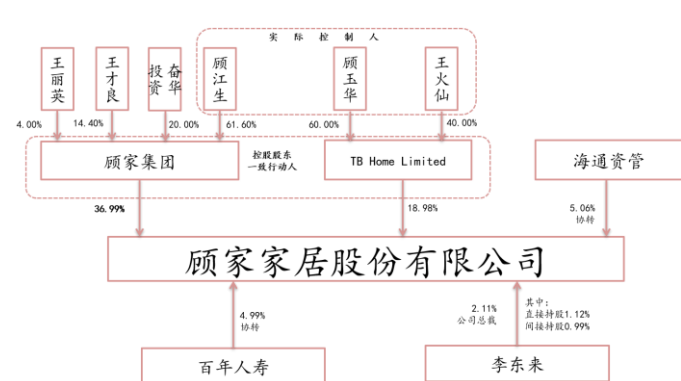 实际控制人
王丽英
王才良
奋华
投资
顾江生
顾玉华
王火仙
4.00%
14.40%
20.00%
61.60%
60.00%
40.00%
顾家集团
控股股东
一致行动人
TB Home Limited
海通资管
36.99%
18.98%
5.06%
协转
顾家家居股份有限公司
4.99%
协转
2.11%
公司总裁
其中:
直接持股1.12%
间接持股0.99%
百年人寿
李东来